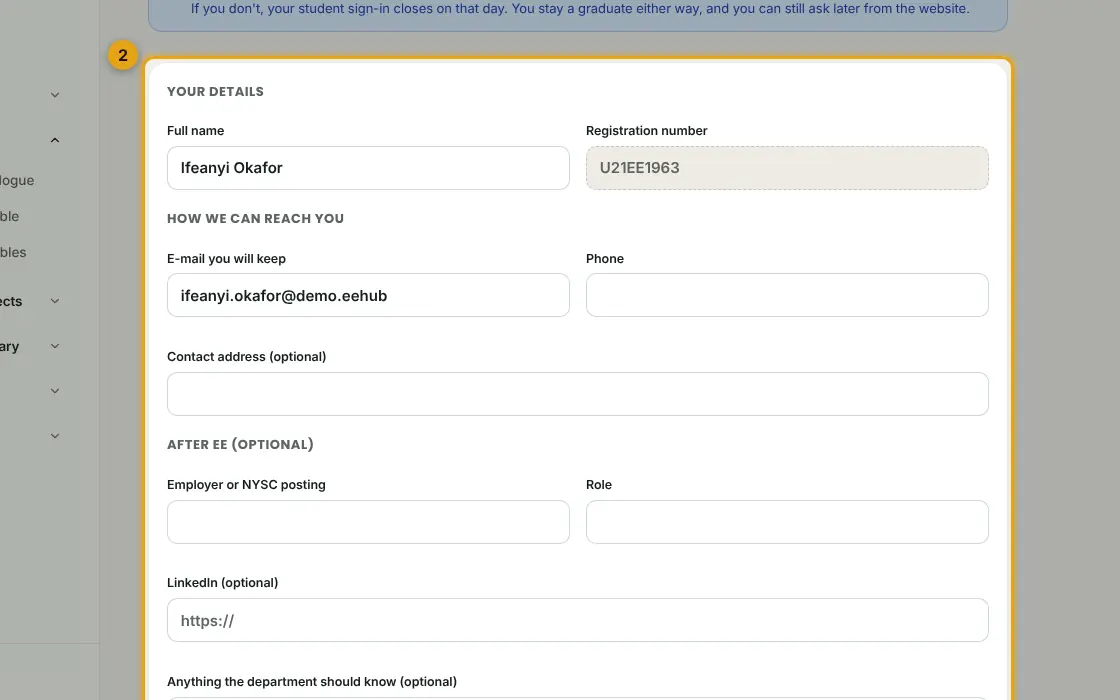 If you don't, your student sign-in closes on that day. You stay a graduate either way, and you can still ask later from the website.
2
YOUR DETAILS
Full name
Registration number
Ifeanyi Okafor
U21EE1963
HOW WE CAN REACH YOU
E-mail you will keep
Phone
ifeanyi.okafor@demo.eehub
Contact address (optional)
AFTER EE (OPTIONAL)
Employer or NYSC posting
Role
LinkedIn (optional)
https://
Anything the department should know (optional)